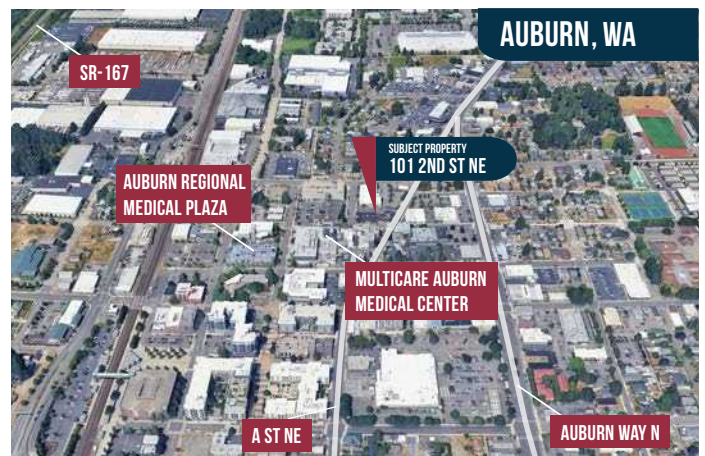 AUBURN, WA
SR-167
SUBJECT PROPERTY
101 2ND ST NE
AUBURN REGIONAL
MEDICAL PLAZA
MULTICARE AUBURN
MEDICAL CENTER
A ST NE
AUBURN WAY N